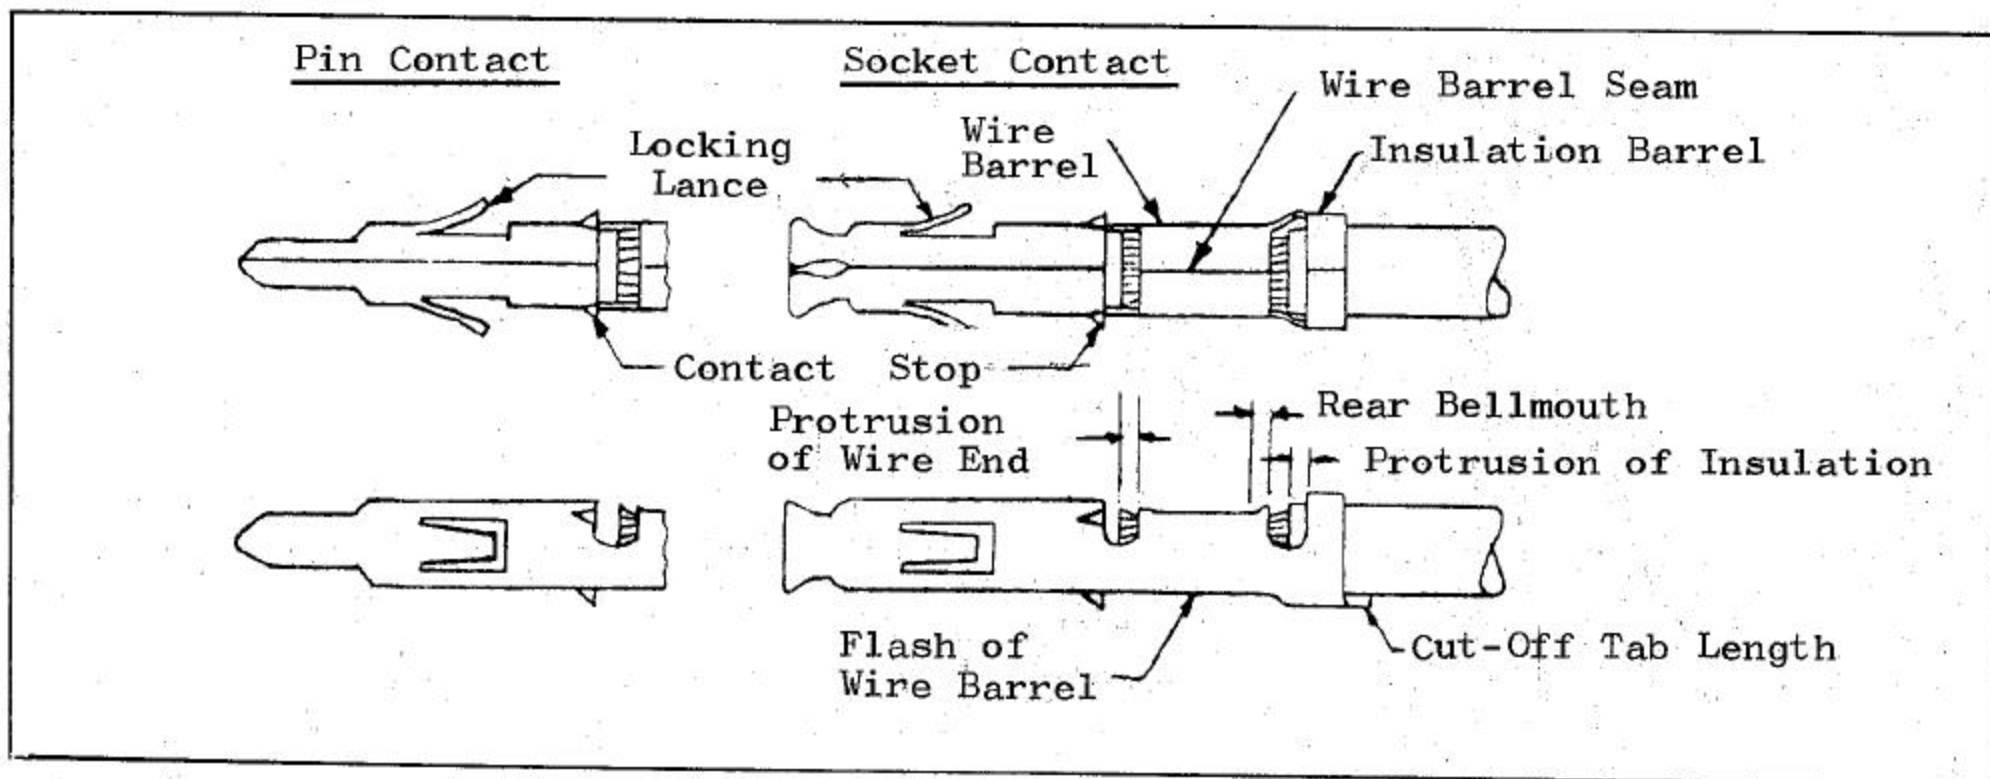 Pin Contact
Socket Contact
Wire Barrel Seam
Locking
Lance
Wire
Barrel
Insulation Barrel
Contact Stop
Protrusion
of Wire End
Rear Bellmouth
Protrusion of Insulation
Flash of
Wire Barrel
Cut-Off Tab Length